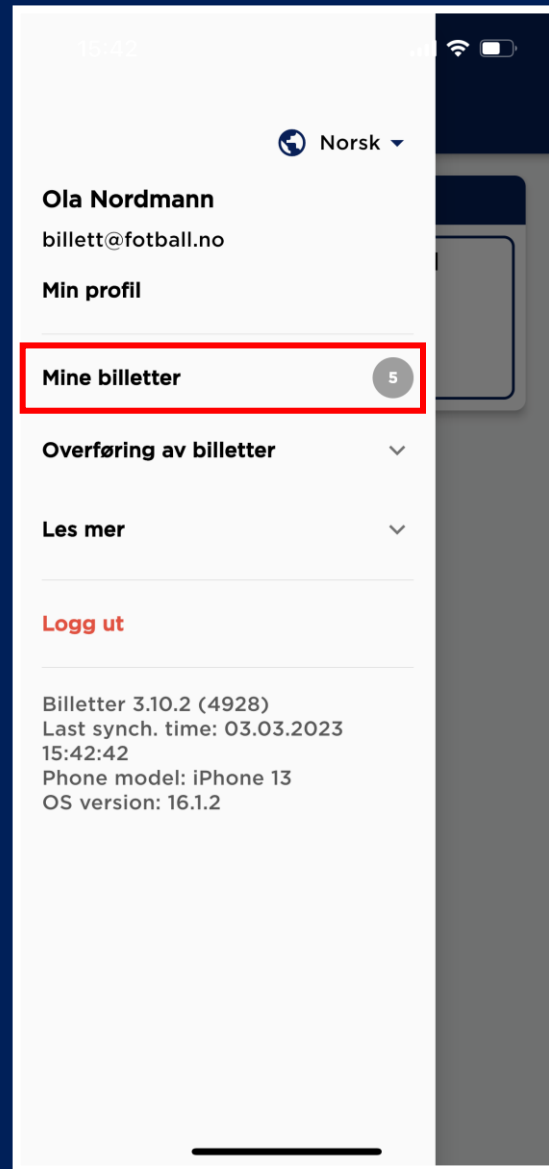 15:42
Norsk
Ola Nordmann
billett@fotball.no
Min profil
Mine billetter 5
Overføring av billetter
Les mer
Logg ut
Billetter 3.10.2 (4928)
Last synch. time: 03.03.2023
15:42:42
Phone model: iPhone 13
OS version: 16.1.2